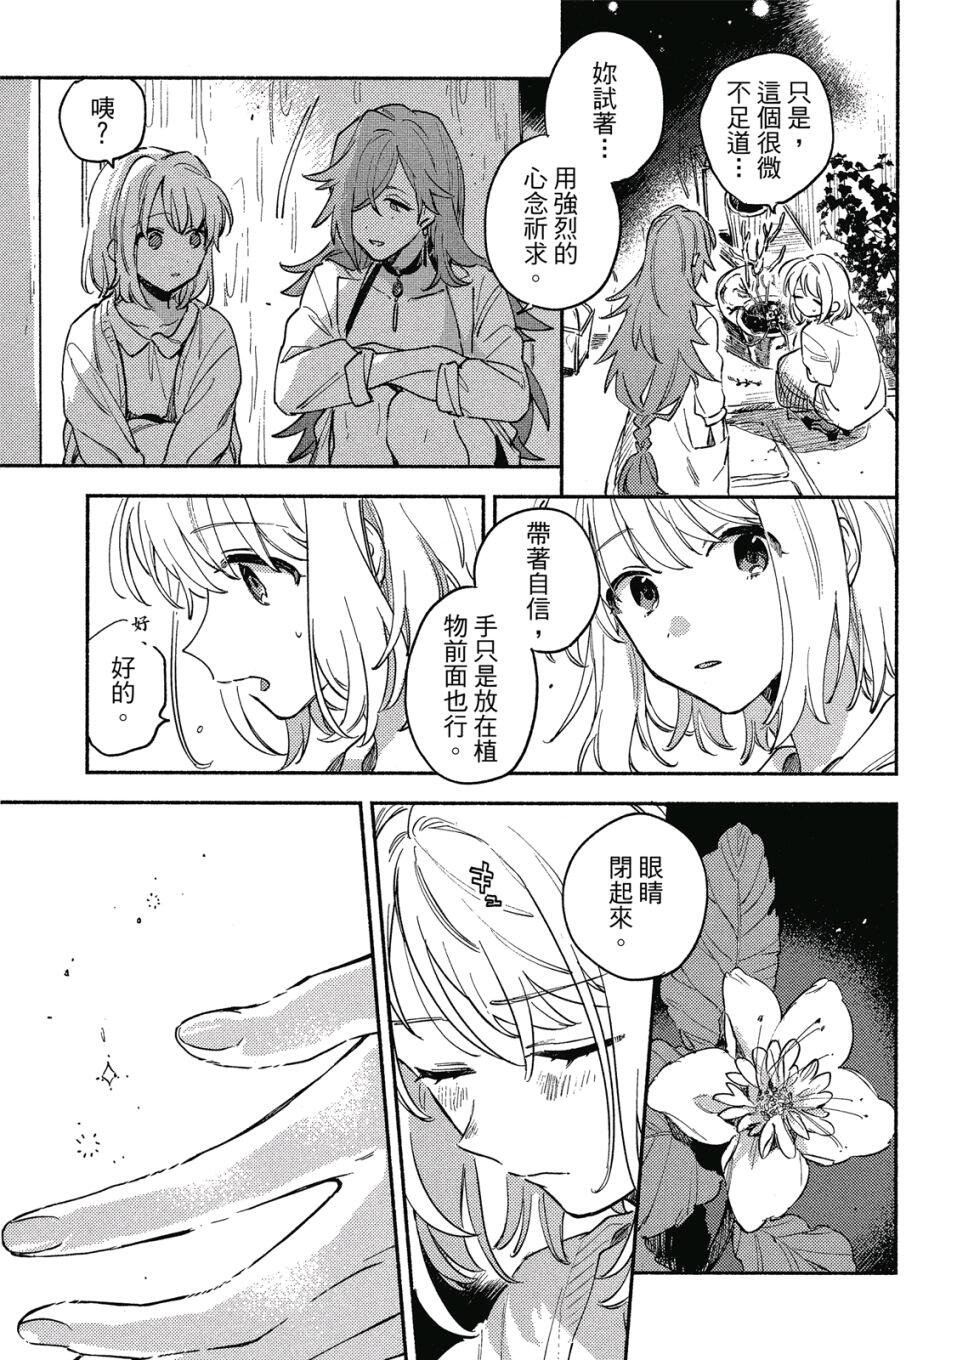 只是，
這個很微
不足道…
妳試著…
用強烈的
心念祈求。
咦？
帶著自信，
手只是放在植
物前面也行。
好、
好的。
眼睛
閉起來。
キュ